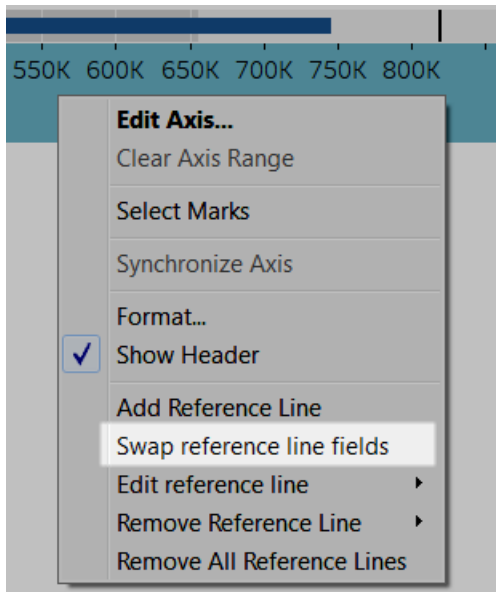 550K 600K 650K 700K 750K 800K
Edit Axis...
Clear Axis Range
Select Marks
Synchronize Axis
Format...
Show Header
Add Reference Line
Swap reference line fields
Edit reference line
Remove Reference Line
Remove All Reference Lines